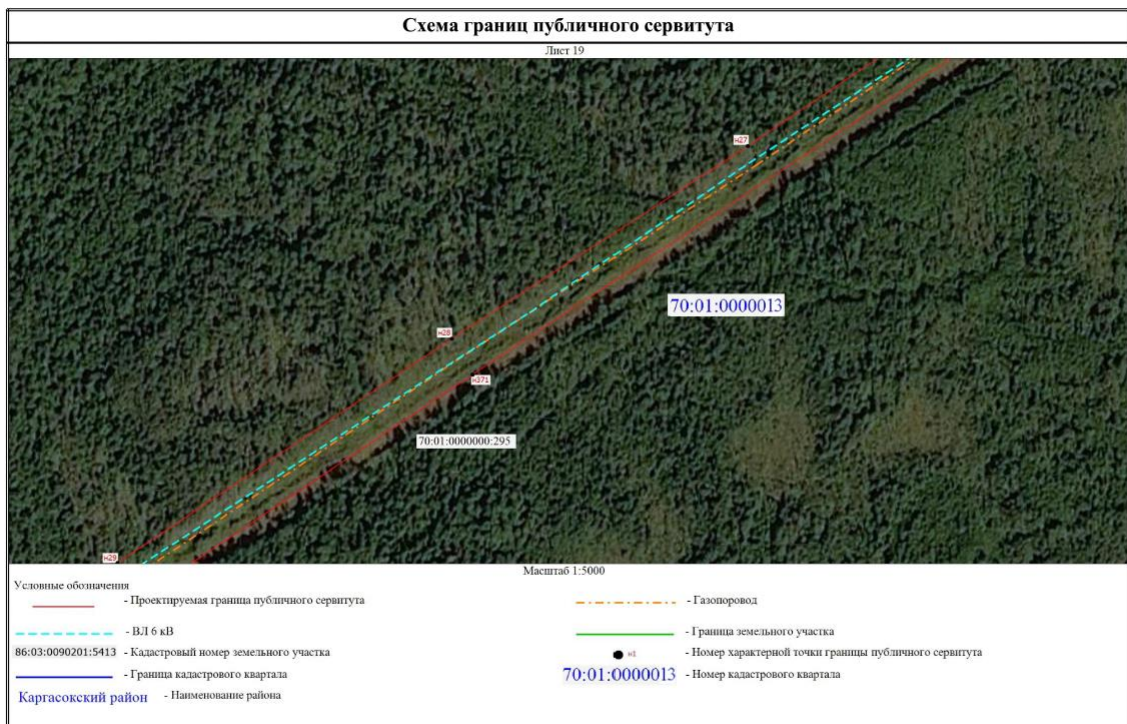 Схема границ публичного сервитута
Лист 19
н27
70:01:0000013
н28
н371
70:01:0000000:295
н29
Масштаб 1:5000
Условные обозначения
- Проектируемая граница публичного сервитута
- Газопоровод
- ВЛ 6 кВ
- Граница земельного участка
86:03:0090201:5413 - Кадастровый номер земельного участка
н1 - Номер характерной точки границы публичного сервитута
- Граница кадастрового квартала
70:01:0000013 - Номер кадастрового квартала
Каргасокский район - Наименование района